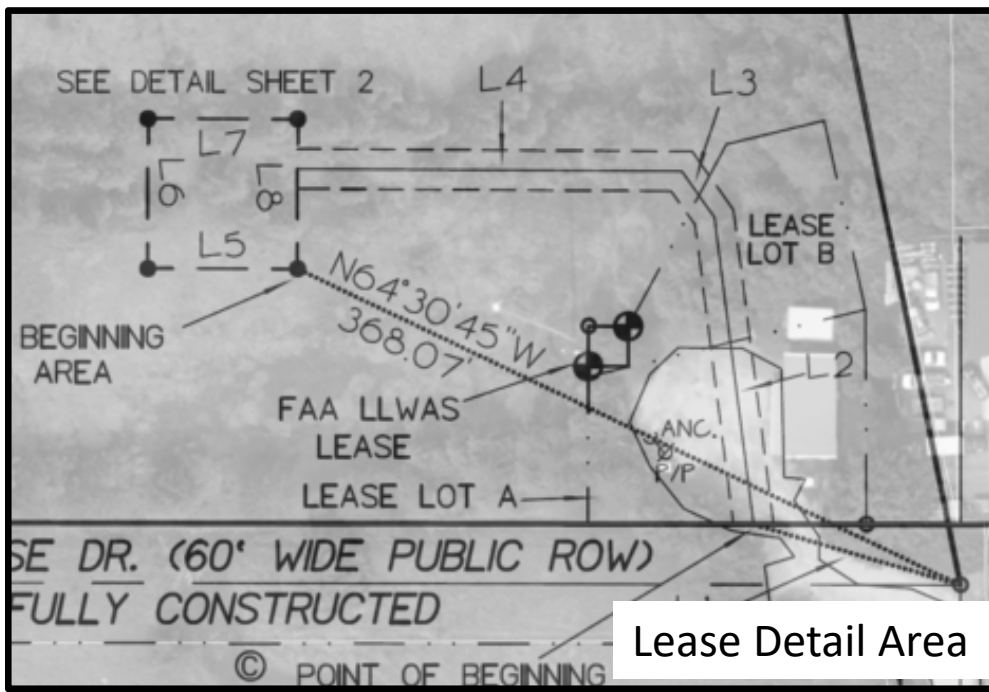 SEE DETAIL SHEET 2
L4
L3
L7
L6
L8
L5
LEASE
LOT B
N64°30'45"W
368.07'
BEGINNING
AREA
L2
FAA LLWAS
LEASE
ANC.
P/P
LEASE LOT A
SE DR. (60' WIDE PUBLIC ROW)
FULLY CONSTRUCTED
© POINT OF BEGINNING
Lease Detail Area